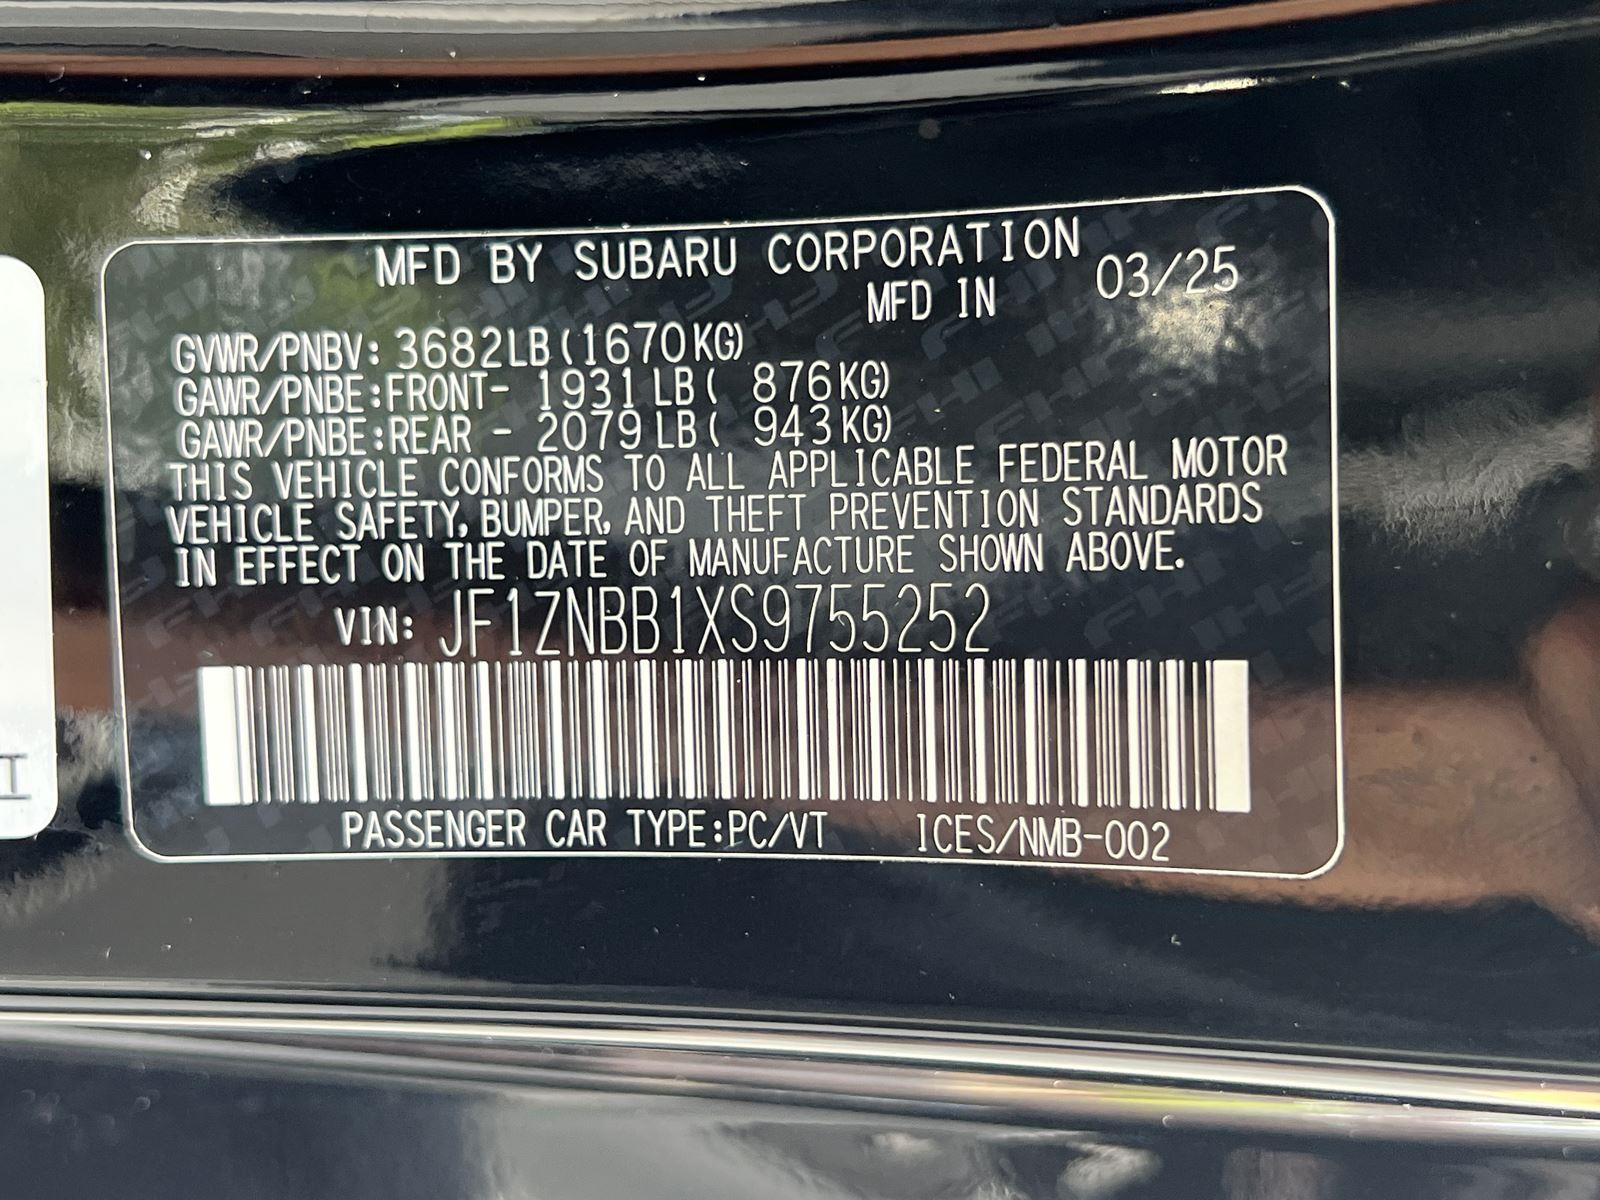 MFD BY SUBARU CORPORATION
MFD IN 03/25
GVWR/PNBV: 3682LB(1670KG)
GAWR/PNBE:FRONT- 1931LB( 876KG)
GAWR/PNBE:REAR - 2079LB( 943KG)
THIS VEHICLE CONFORMS TO ALL APPLICABLE FEDERAL MOTOR
VEHICLE SAFETY, BUMPER, AND THEFT PREVENTION STANDARDS
IN EFFECT ON THE DATE OF MANUFACTURE SHOWN ABOVE.
VIN: JF1ZNBB1XS9755252
PASSENGER CAR TYPE:PC/VT ICES/NMB-002